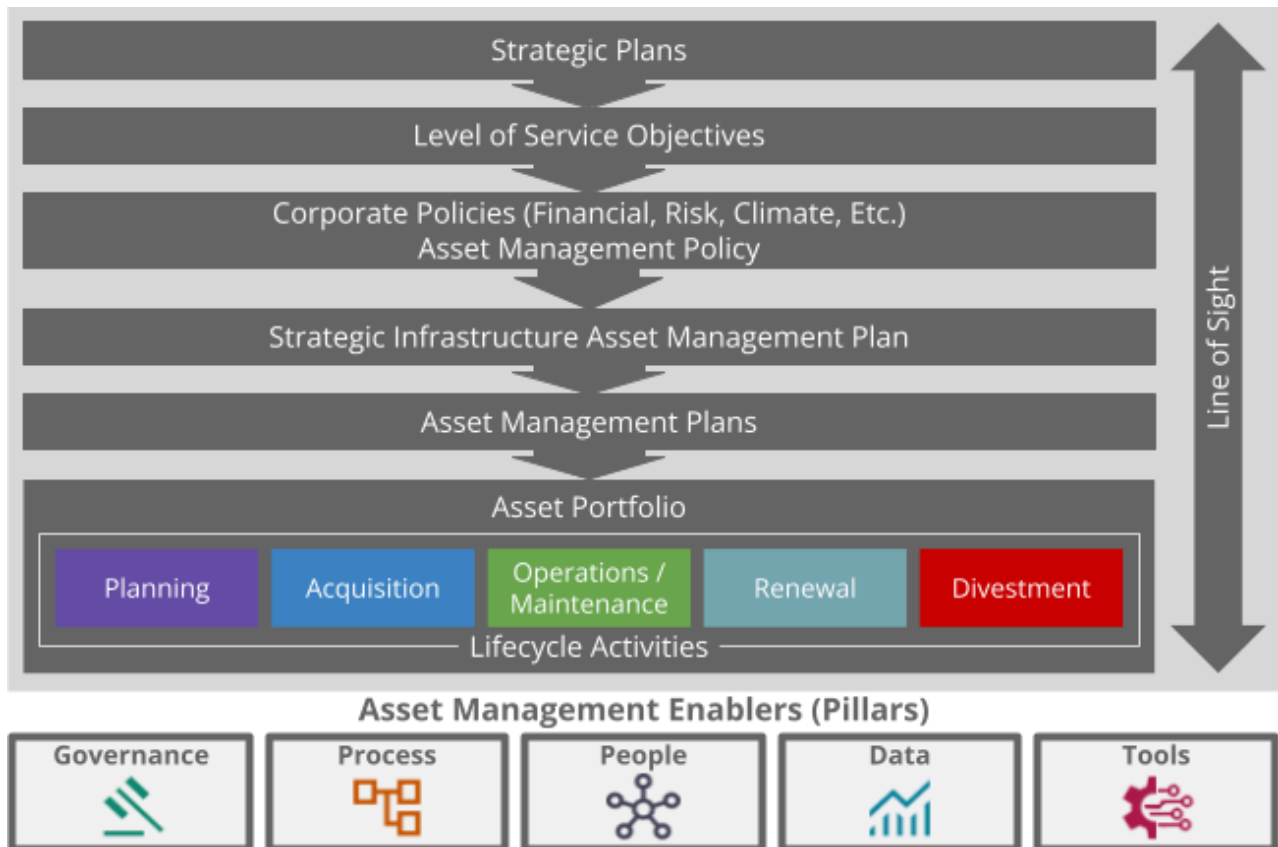 Strategic Plans
Level of Service Objectives
Corporate Policies (Financial, Risk, Climate, Etc.)
Asset Management Policy
Strategic Infrastructure Asset Management Plan
Asset Management Plans
Asset Portfolio
Planning
Acquisition
Operations /
Maintenance
Renewal
Divestment
Lifecycle Activities
Line of Sight
Asset Management Enablers (Pillars)
Governance
Process
People
Data
Tools